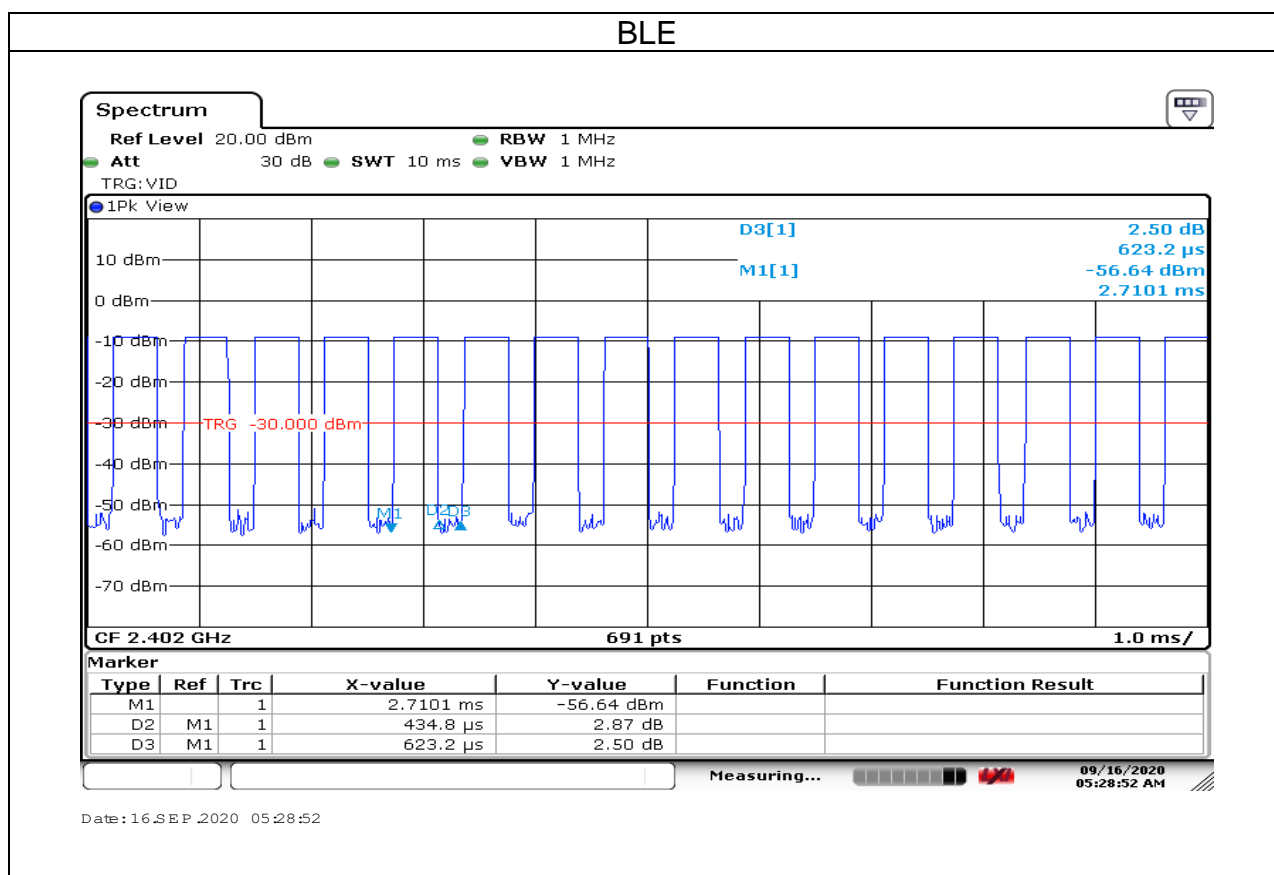 BLE
Spectrum
Ref Level 20.00 dBm RBW 1 MHz
Att 30 dB SWT 10 ms VBW 1 MHz
TRG:VID
1Pk View
D3[1] 2.50 dB
623.2 µs
10 dBm
M1[1] -56.64 dBm
2.7101 ms
0 dBm
-10 dBm
-20 dBm
-30 dBm TRG -30.000 dBm
-40 dBm
-50 dBm
M1 D2 D3
-60 dBm
-70 dBm
CF 2.402 GHz 691 pts 1.0 ms/
Marker
Type Ref Trc X-value Y-value Function Function Result
M1 1 2.7101 ms -56.64 dBm
D2 M1 1 434.8 µs 2.87 dB
D3 M1 1 623.2 µs 2.50 dB
Measuring... LXI 09/16/2020
05:28:52 AM
Date: 16.SEP.2020 05:28:52